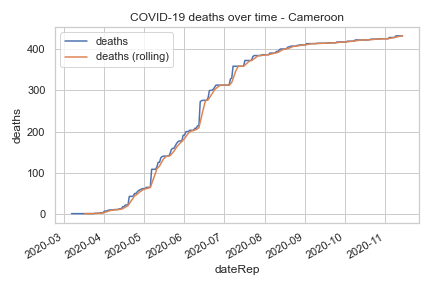 COVID-19 deaths over time - Cameroon
deaths
deaths (rolling)
400
300
200
100
0
deaths
2020-03
2020-04
2020-05
2020-06
2020-07
2020-08
2020-09
2020-10
2020-11
dateRep